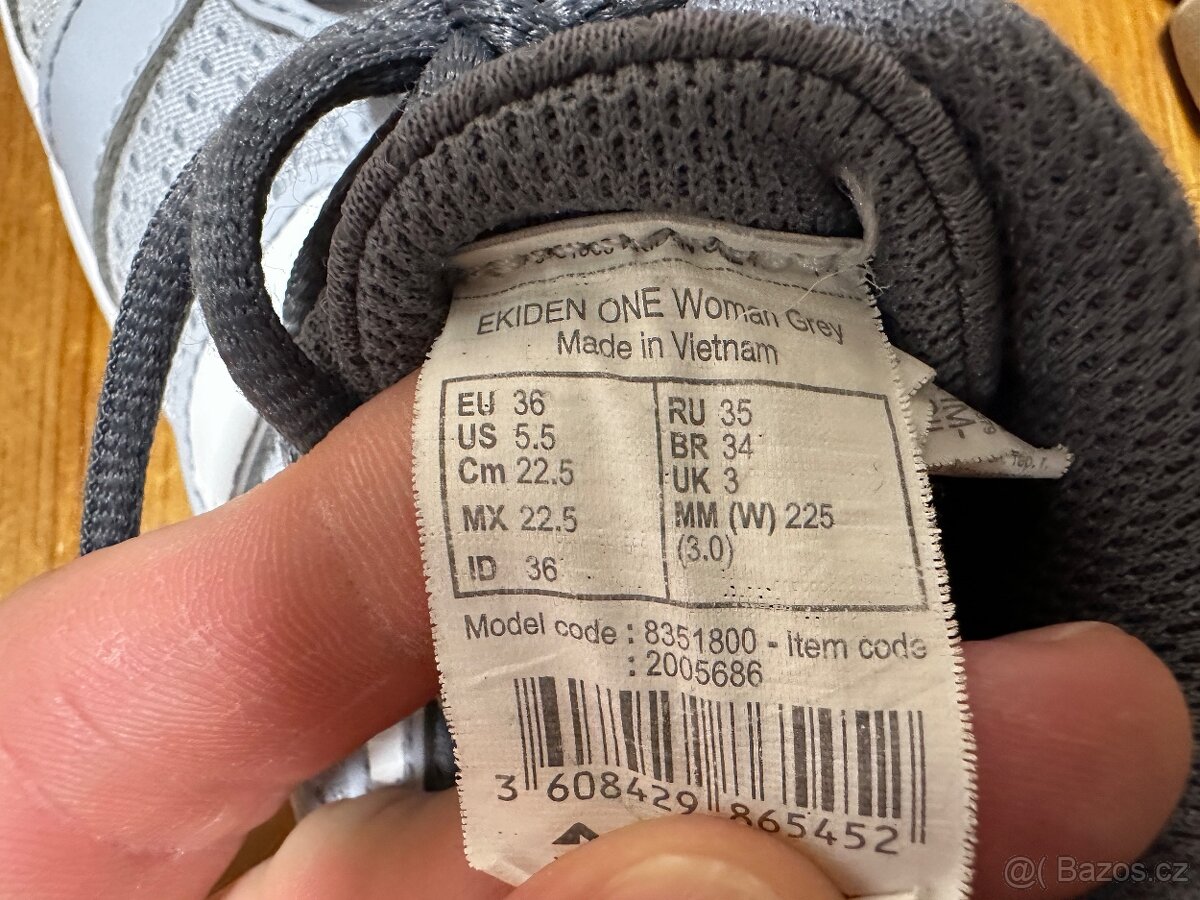 EKIDEN ONE Woman Grey
Made in Vietnam
EU 36
US 5.5
Cm 22.5
MX 22.5
ID 36
RU 35
BR 34
UK 3
MM (W) 225
(3.0)
Model code : 8351800 - Item code
: 2005686
3 608429 865452
@( Bazos.cz